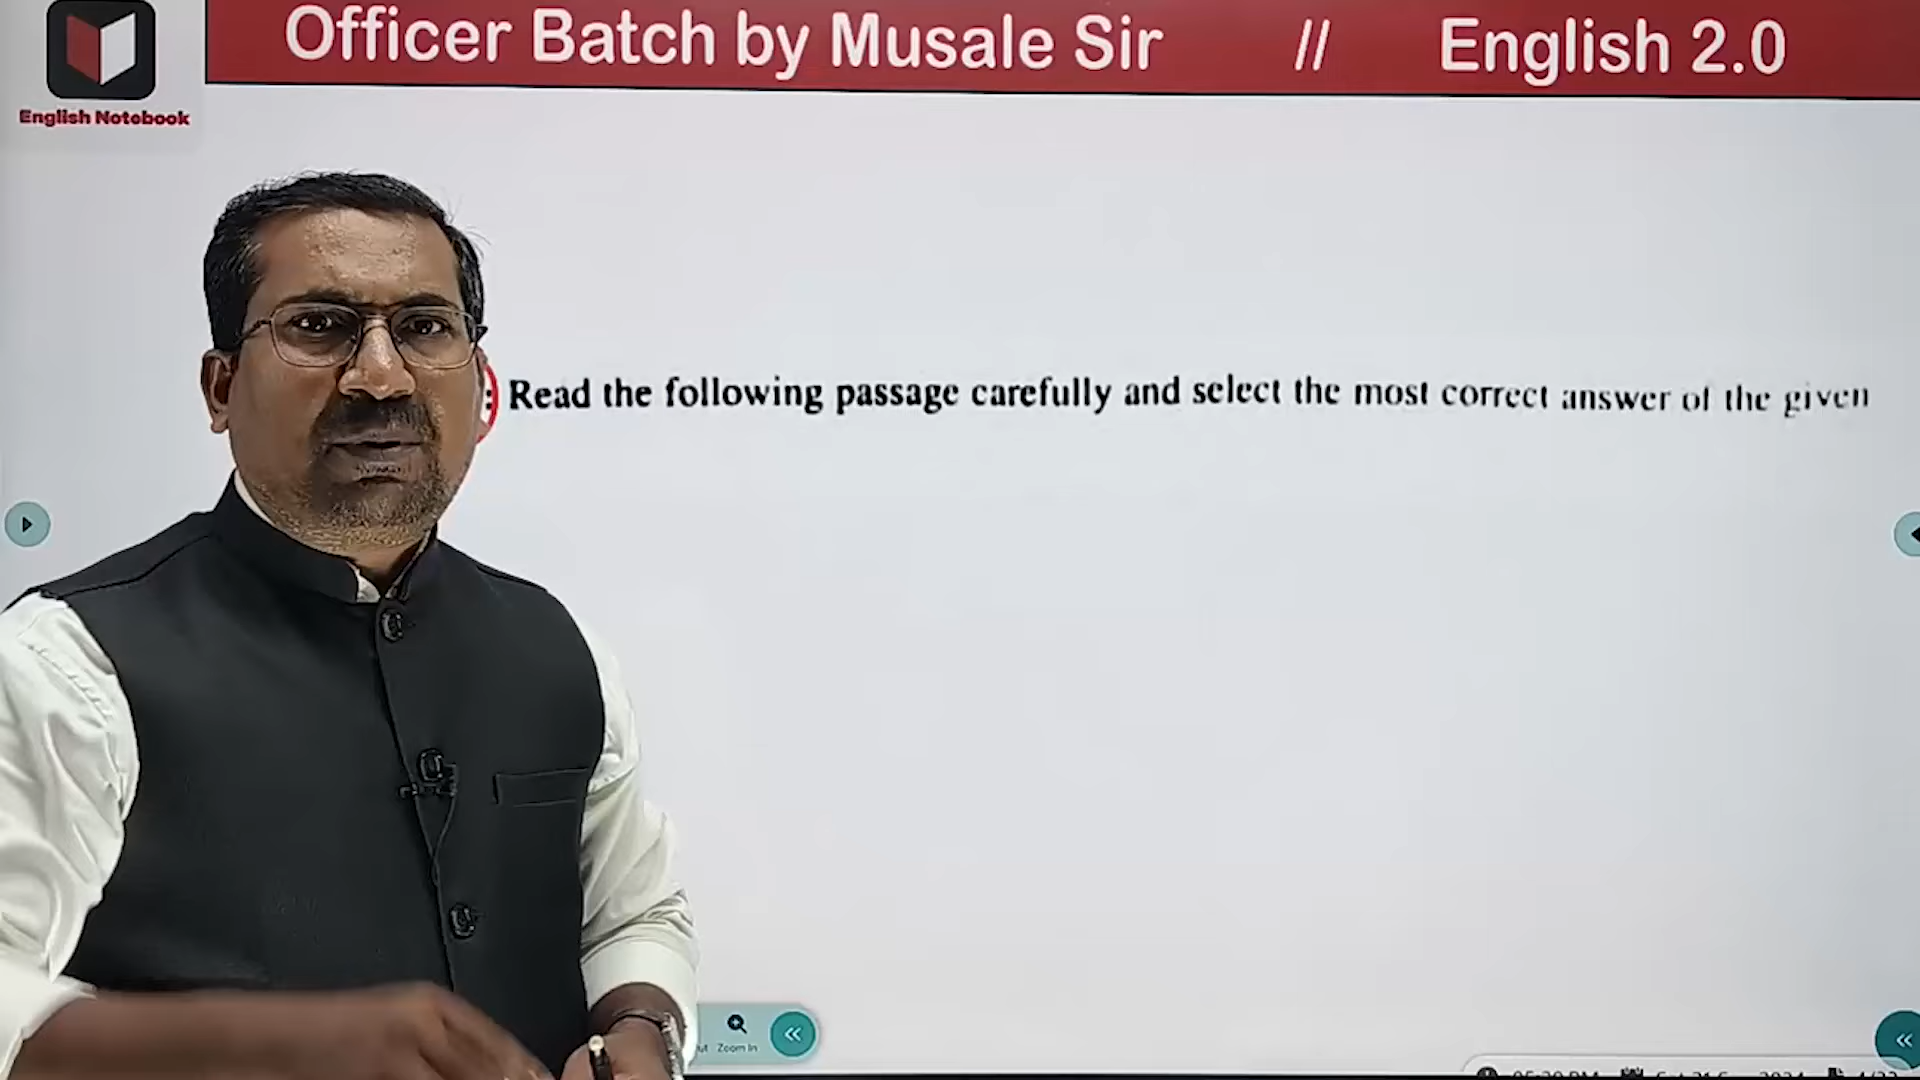 Officer Batch by Musale Sir // English 2.0
English Notebook
Read the following passage carefully and select the most correct answer of the given
Zoom In